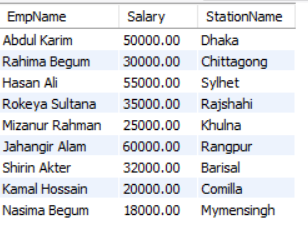 EmpName Salary StationName
Abdul Karim 50000.00 Dhaka
Rahima Begum 30000.00 Chittagong
Hasan Ali 55000.00 Sylhet
Rokeya Sultana 35000.00 Rajshahi
Mizanur Rahman 25000.00 Khulna
Jahangir Alam 60000.00 Rangpur
Shirin Akter 32000.00 Barisal
Kamal Hossain 20000.00 Comilla
Nasima Begum 18000.00 Mymensingh